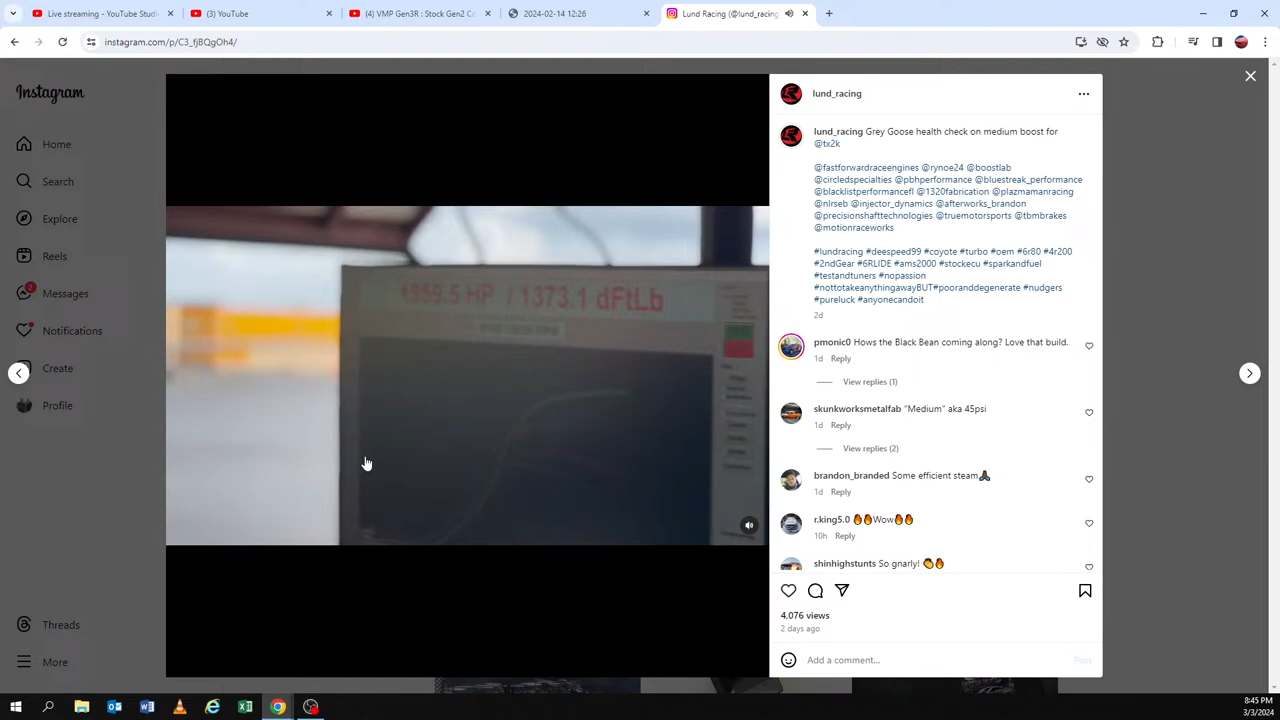 Live streaming - YouTube Studi
(3) YouTube
(4) VMP Gen3R : Stock Gen2 C
2024-02-14 12:26
Lund Racing (@lund_racing
instagram.com/p/C3_fjBQgOh4/
Instagram
Home
Search
Explore
Reels
2
Messages
Notifications
Create
Profile
Threads
More
4959.5 HP / 1373.1 dFtLb
lund_racing
lund_racing Grey Goose health check on medium boost for
@tx2k
@fastforwardraceengines @rynoe24 @boostlab
@circledspecialties @pbhperformance @bluestreak_performance
@blacklistperformancefl @1320fabrication @plazmamanracing
@nlrseb @injector_dynamics @afterworks_brandon
@precisionshafttechnologies @truemotorsports @tbmbrakes
@motionraceworks
#lundracing #deespeed99 #coyote #turbo #oem #6r80 #4r200
#2ndGear #6RLIDE #ams2000 #stockecu #sparkandfuel
#testandtuners #nopassion
#nottotakeanythingawayBUT#pooranddegenerate #nudgers
#pureluck #anyonecandoit
2d
pmonic0 Hows the Black Bean coming along? Love that build.
1d Reply
View replies (1)
skunkworksmetalfab "Medium" aka 45psi
1d Reply
View replies (2)
brandon_branded Some efficient steam🙏🏿
1d Reply
r.king5.0 🔥🔥Wow🔥🔥
10h Reply
shinhighstunts So gnarly! 👏🔥
4,076 views
2 days ago
Add a comment...
Post
8:45 PM
3/3/2024